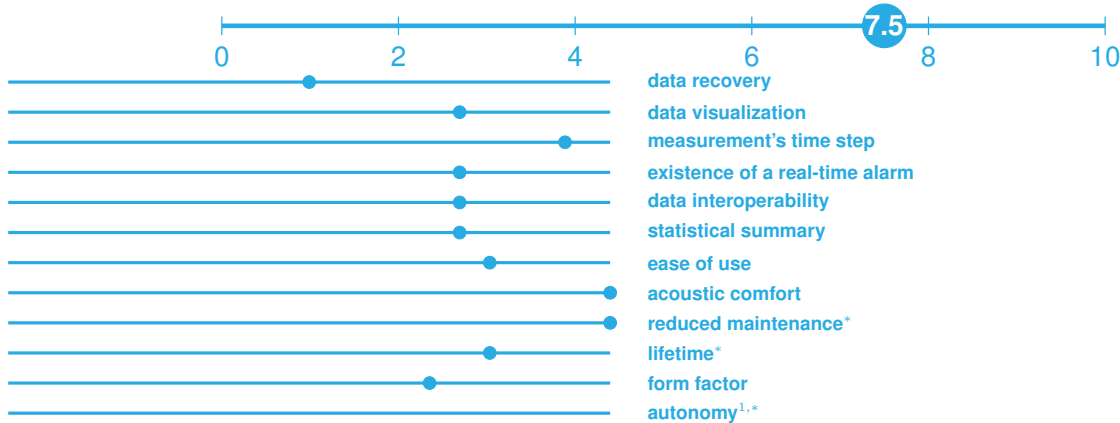 7.5
0 2 4 6 8 10
data recovery
data visualization
measurement's time step
existence of a real-time alarm
data interoperability
statistical summary
ease of use
acoustic comfort
reduced maintenance*
lifetime*
form factor
autonomy1,*